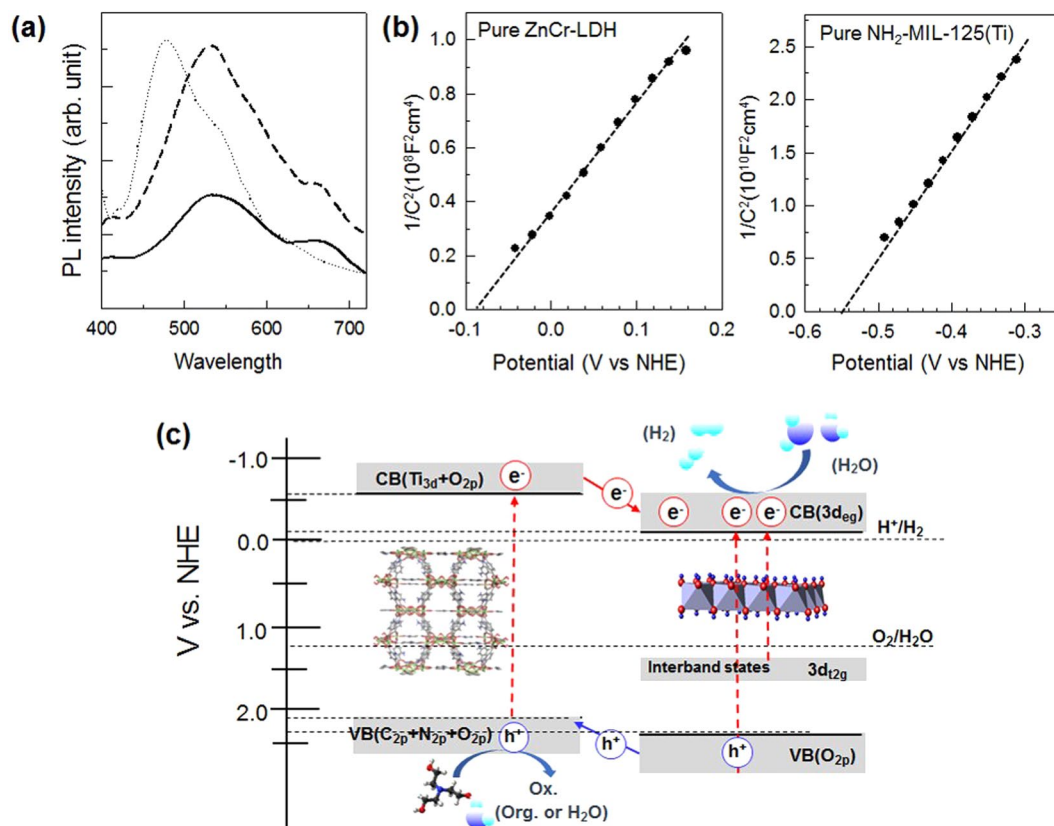 (a)
PL intensity (arb. unit)
400 500 600 700
Wavelength
(b)
Pure ZnCr-LDH
1/C²(10⁸F²cm⁴)
1.0
0.8
0.6
0.4
0.2
0.0
-0.1 0.0 0.1 0.2
Potential (V vs NHE)
Pure NH₂-MIL-125(Ti)
1/C²(10¹⁰F²cm⁴)
2.5
2.0
1.5
1.0
0.5
0.0
-0.6 -0.5 -0.4 -0.3
Potential (V vs NHE)
(c)
V vs. NHE
-1.0
0.0
1.0
2.0
CB(Ti₃d+O₂p)
e⁻
e⁻
(H₂)
(H₂O)
e⁻
e⁻
e⁻
CB(3d_eg)
H⁺/H₂
O₂/H₂O
Interband states
3d_t2g
VB(C₂p+N₂p+O₂p)
h⁺
h⁺
h⁺
VB(O₂p)
Ox.
(Org. or H₂O)